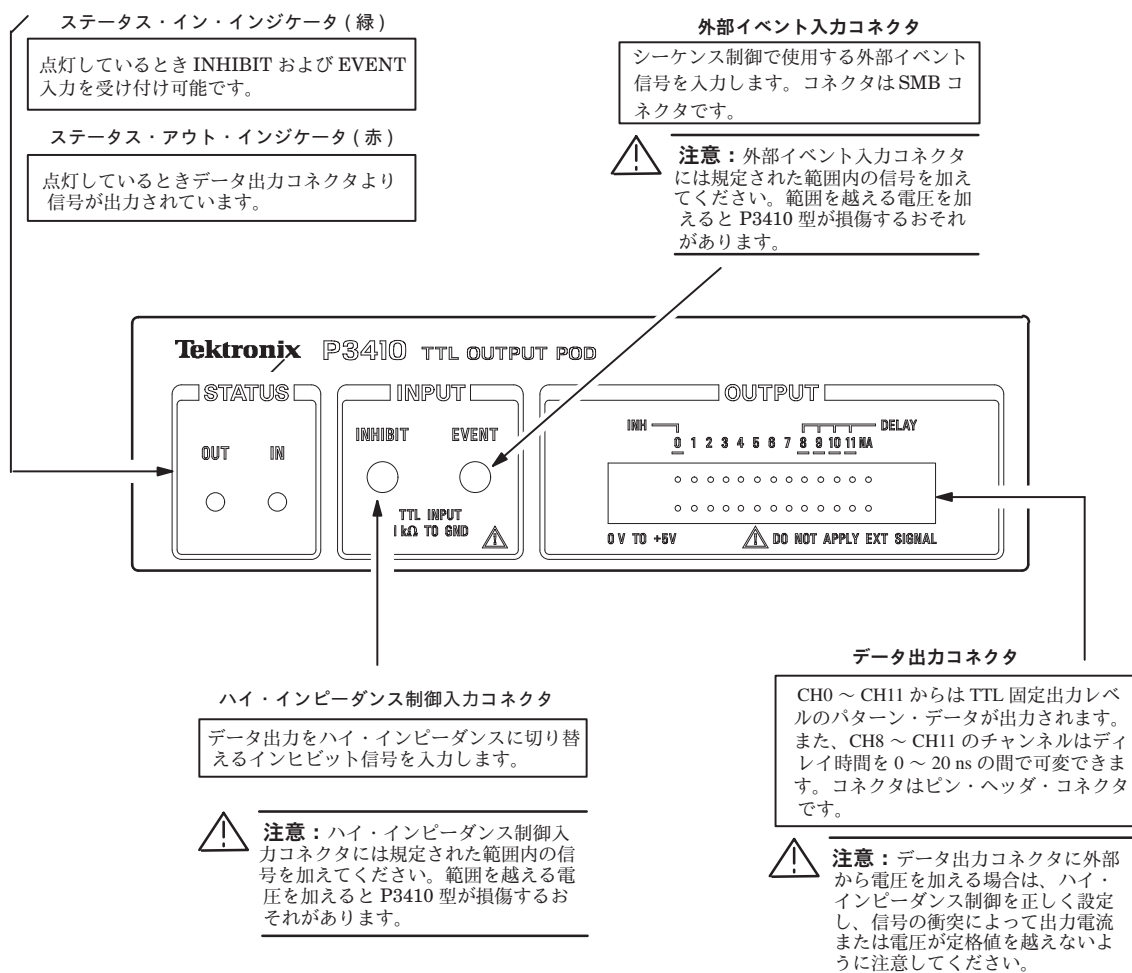 ステータス・イン・インジケータ ( 緑 )
点灯しているとき INHIBIT および EVENT
入力を受け付け可能です。
ステータス・アウト・インジケータ ( 赤 )
点灯しているときデータ出力コネクタより
信号が出力されています。
外部イベント入力コネクタ
シーケンス制御で使用する外部イベント
信号を入力します。コネクタは SMB コ
ネクタです。
注意：外部イベント入力コネクタ
には規定された範囲内の信号を加え
てください。範囲を越える電圧を加
えると P3410 型が損傷するおそれ
があります。
Tektronix P3410 TTL OUTPUT POD
STATUS
OUT IN
INPUT
INHIBIT EVENT
TTL INPUT
1 kΩ TO GND
OUTPUT
INH DELAY
0 1 2 3 4 5 6 7 8 9 10 11 NA
0 V TO +5V
DO NOT APPLY EXT SIGNAL
ハイ・インピーダンス制御入力コネクタ
データ出力をハイ・インピーダンスに切り替
えるインヒビット信号を入力します。
注意：ハイ・インピーダンス制御入
力コネクタには規定された範囲内の信
号を加えてください。範囲を越える電
圧を加えると P3410 型が損傷するお
それがあります。
データ出力コネクタ
CH0 ～ CH11 からは TTL 固定出力レベ
ルのパターン・データが出力されます。
また、CH8 ～ CH11 のチャンネルはディ
レイ時間を 0 ～ 20 ns の間で可変できま
す。コネクタはピン・ヘッダ・コネクタ
です。
注意：データ出力コネクタに外部
から電圧を加える場合は、ハイ・
インピーダンス制御を正しく設定
し、信号の衝突によって出力電流
または電圧が定格値を越えないよ
うに注意してください。